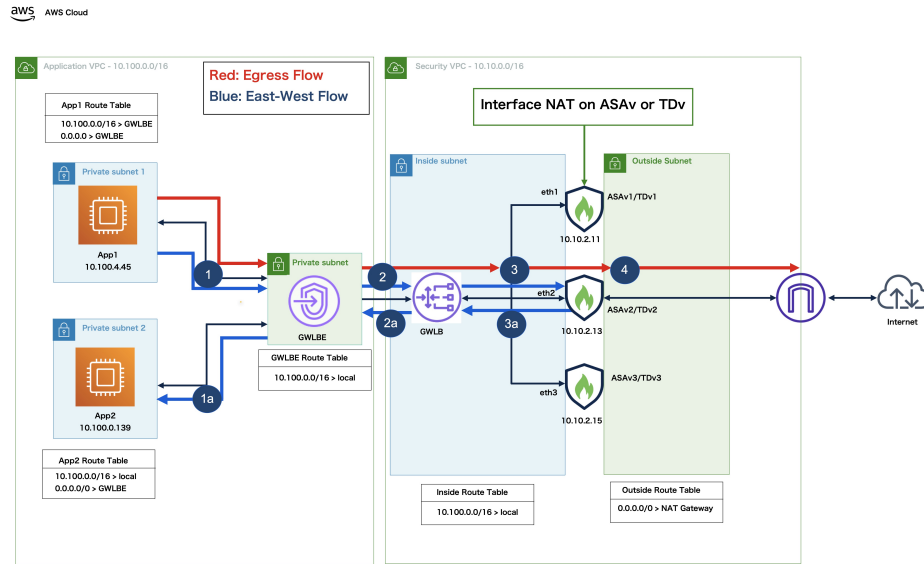 aws
AWS Cloud
Application VPC - 10.100.0.0/16
Red: Egress Flow
Blue: East-West Flow
App1 Route Table
10.100.0.0/16 > GWLBE
0.0.0.0 > GWLBE
Private subnet 1
App1
10.100.4.45
Private subnet 2
App2
10.100.0.139
App2 Route Table
10.100.0.0/16 > local
0.0.0.0/0 > GWLBE
1
1a
Private subnet
GWLBE
GWLBE Route Table
10.100.0.0/16 > local
2
2a
Security VPC - 10.10.0.0/16
Interface NAT on ASAv or TDv
Inside subnet
GWLB
3
3a
eth1
eth2
eth3
Outside Subnet
ASAv1/TDv1
10.10.2.11
4
ASAv2/TDv2
10.10.2.13
ASAv3/TDv3
10.10.2.15
Inside Route Table
10.100.0.0/16 > local
Outside Route Table
0.0.0.0/0 > NAT Gateway
Internet